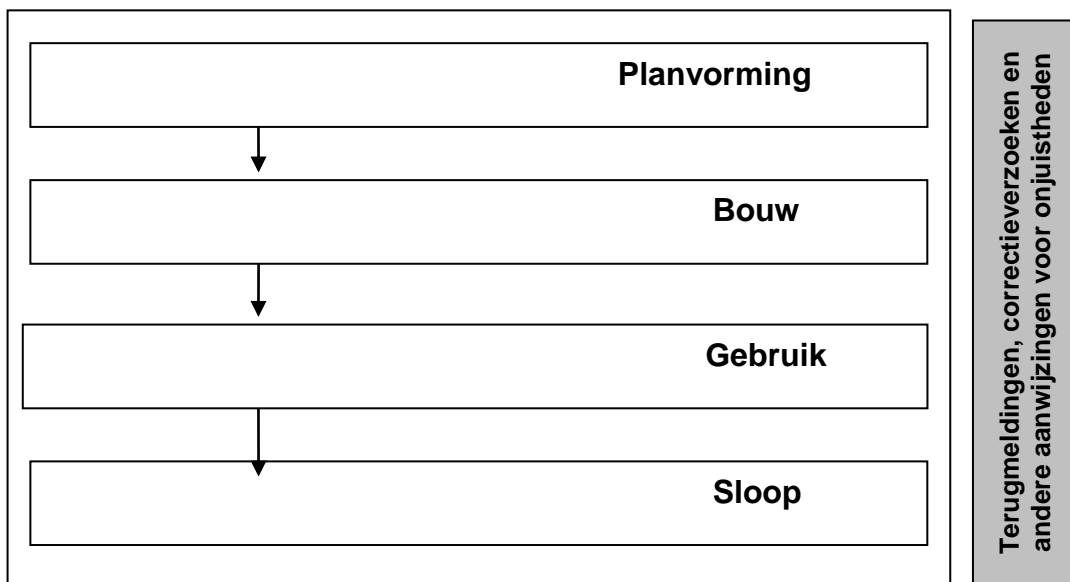 Planvorming
Bouw
Gebruik
Sloop
Terugmeldingen, correctieverzoeken en
andere aanwijzingen voor onjuistheden